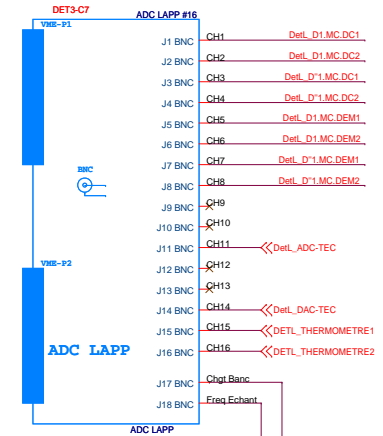 DET3-C7
ADC LAPP #16
VME-P1
J1 BNC CH1 DetL_D1.MC.DC1
J2 BNC CH2 DetL_D1.MC.DC2
J3 BNC CH3 DetL_D"1.MC.DC1
J4 BNC CH4 DetL_D"1.MC.DC2
J5 BNC CH5 DetL_D1.MC.DEM1
J6 BNC CH6 DetL_D1.MC.DEM2
J7 BNC CH7 DetL_D"1.MC.DEM1
BNC
J8 BNC CH8 DetL_D"1.MC.DEM2
J9 BNC CH9
J10 BNC CH10
J11 BNC CH11 DetL_ADC-TEC
VME-P2
J12 BNC CH12
J13 BNC CH13
J14 BNC CH14 DetL_DAC-TEC
J15 BNC CH15 DETL_THERMOMETRE1
ADC LAPP
J16 BNC CH16 DETL_THERMOMETRE2
J17 BNC Chgt Banc
J18 BNC Freq Echant
ADC LAPP